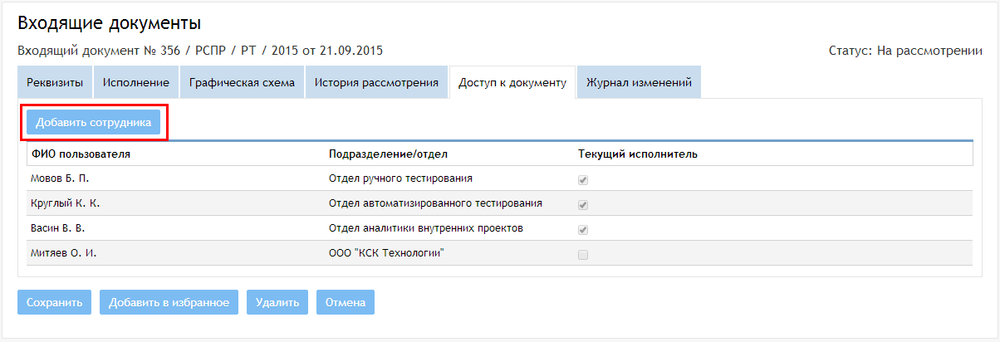 Входящие документы
Входящий документ № 356 / РСПР / РТ / 2015 от 21.09.2015 Статус: На рассмотрении
Реквизиты Исполнение Графическая схема История рассмотрения Доступ к документу Журнал изменений
Добавить сотрудника
ФИО пользователя Подразделение/отдел Текущий исполнитель
Мовов Б. П. Отдел ручного тестирования
Круглый К. К. Отдел автоматизированного тестирования
Васин В. В. Отдел аналитики внутренних проектов
Митяев О. И. ООО "КСК Технологии"
Сохранить Добавить в избранное Удалить Отмена